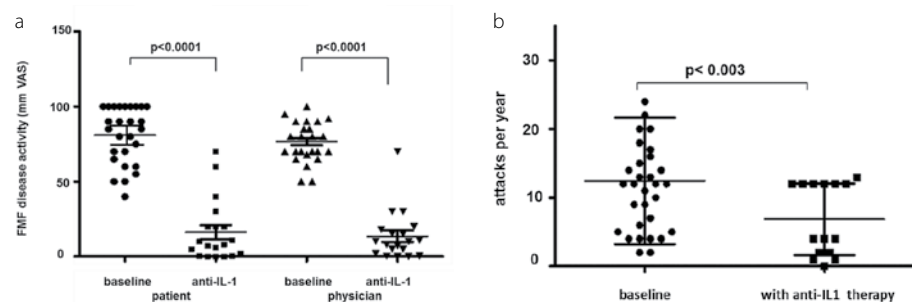 a
FMF disease activity (mm VAS)
150
100
50
0
p<0.0001
p<0.0001
baseline anti-IL-1 baseline anti-IL-1
patient physician
b
attacks per year
30
20
10
0
p< 0.003
baseline with anti-IL1 therapy